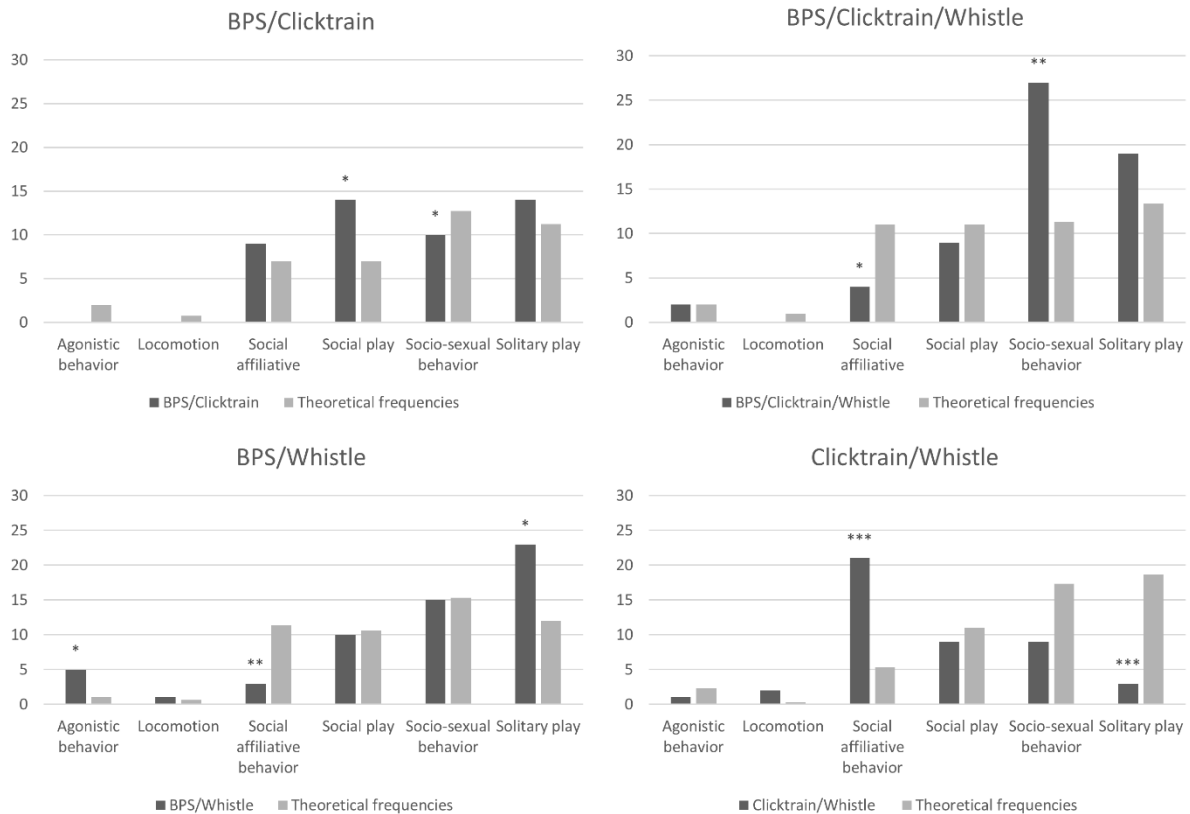 BPS/Clicktrain
30
25
20
15
10
5
0
*
*
Agonistic behavior
Locomotion
Social affiliative
Social play
Socio-sexual behavior
Solitary play
BPS/Clicktrain
Theoretical frequencies
BPS/Clicktrain/Whistle
30
25
20
15
10
5
0
*
**
Agonistic behavior
Locomotion
Social affiliative
Social play
Socio-sexual behavior
Solitary play
BPS/Clicktrain/Whistle
Theoretical frequencies
BPS/Whistle
30
25
20
15
10
5
0
*
**
*
Agonistic behavior
Locomotion
Social affiliative behavior
Social play
Socio-sexual behavior
Solitary play
BPS/Whistle
Theoretical frequencies
Clicktrain/Whistle
30
25
20
15
10
5
0
***
***
Agonistic behavior
Locomotion
Social affiliative behavior
Social play
Socio-sexual behavior
Solitary play
Clicktrain/Whistle
Theoretical frequencies